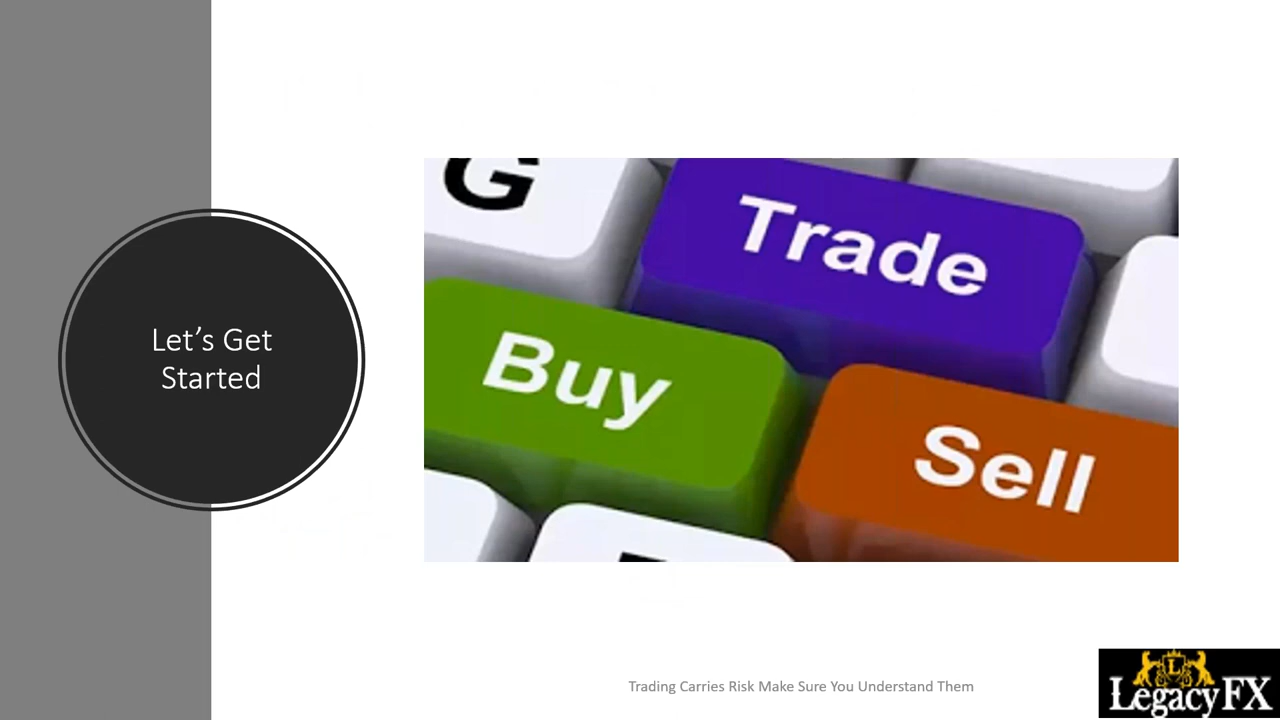 Let’s Get
Started
G
Trade
Buy
Sell
Trading Carries Risk Make Sure You Understand Them
L
LegacyFX